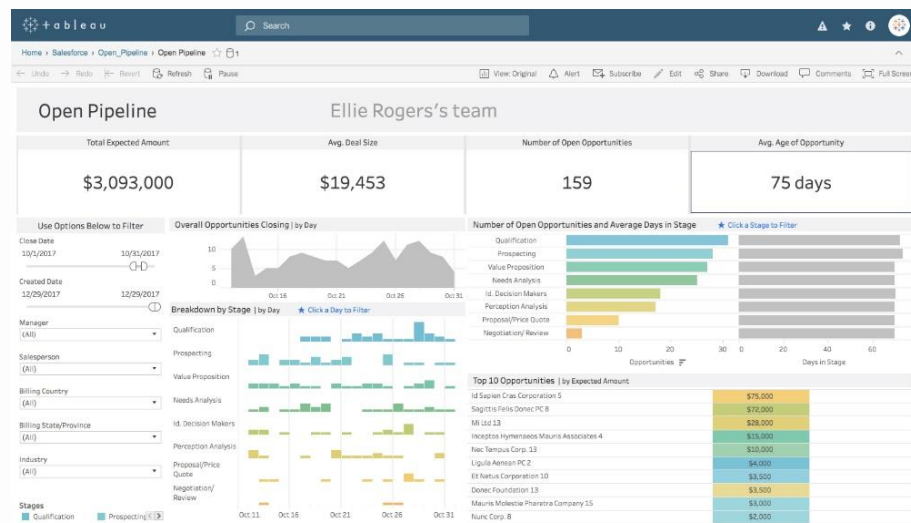 + a b | e a u
Search
Home › Salesforce › Open_Pipeline › Open Pipeline 1
← Undo → Redo Revert Refresh Pause View: Original Alert Subscribe Edit Share Download Comments Full Screen
Open Pipeline Ellie Rogers's team
Total Expected Amount Avg. Deal Size Number of Open Opportunities Avg. Age of Opportunity
$3,093,000 $19,453 159 75 days
Use Options Below to Filter
Close Date
10/1/2017 10/31/2017
Created Date
12/29/2017 12/29/2017
Manager
(All)
Salesperson
(All)
Billing Country
(All)
Billing State/Province
(All)
Industry
(All)
Stages
Qualification Prospecting
Overall Opportunities Closing | by Day
10
5
0
Oct 16 Oct 21 Oct 26 Oct 31
Breakdown by Stage | by Day ★ Click a Day to Filter
Qualification
Prospecting
Value Proposition
Needs Analysis
Id. Decision Makers
Perception Analysis
Proposal/Price
Quote
Negotiation/
Review
Oct 11 Oct 16 Oct 21 Oct 26 Oct 31
Number of Open Opportunities and Average Days in Stage ★ Click a Stage to Filter
Qualification
Prospecting
Value Proposition
Needs Analysis
Id. Decision Makers
Perception Analysis
Proposal/Price Quote
Negotiation/ Review
0 10 20 30 0 20 40 60
Opportunities Days in Stage
Top 10 Opportunities | by Expected Amount
Id Sapien Cras Corporation 5 $75,000
Sagittis Felis Donec PC 8 $72,000
Mi Ltd 13 $28,000
Inceptos Hymenaeos Mauris Associates 4 $15,000
Nec Tempus Corp. 13 $10,000
Ligula Aenean PC 2 $4,000
Et Netus Corporation 10 $3,500
Donec Foundation 13 $3,500
Mauris Molestie Pharetra Company 15 $3,000
Nunc Corp. 8 $2,000